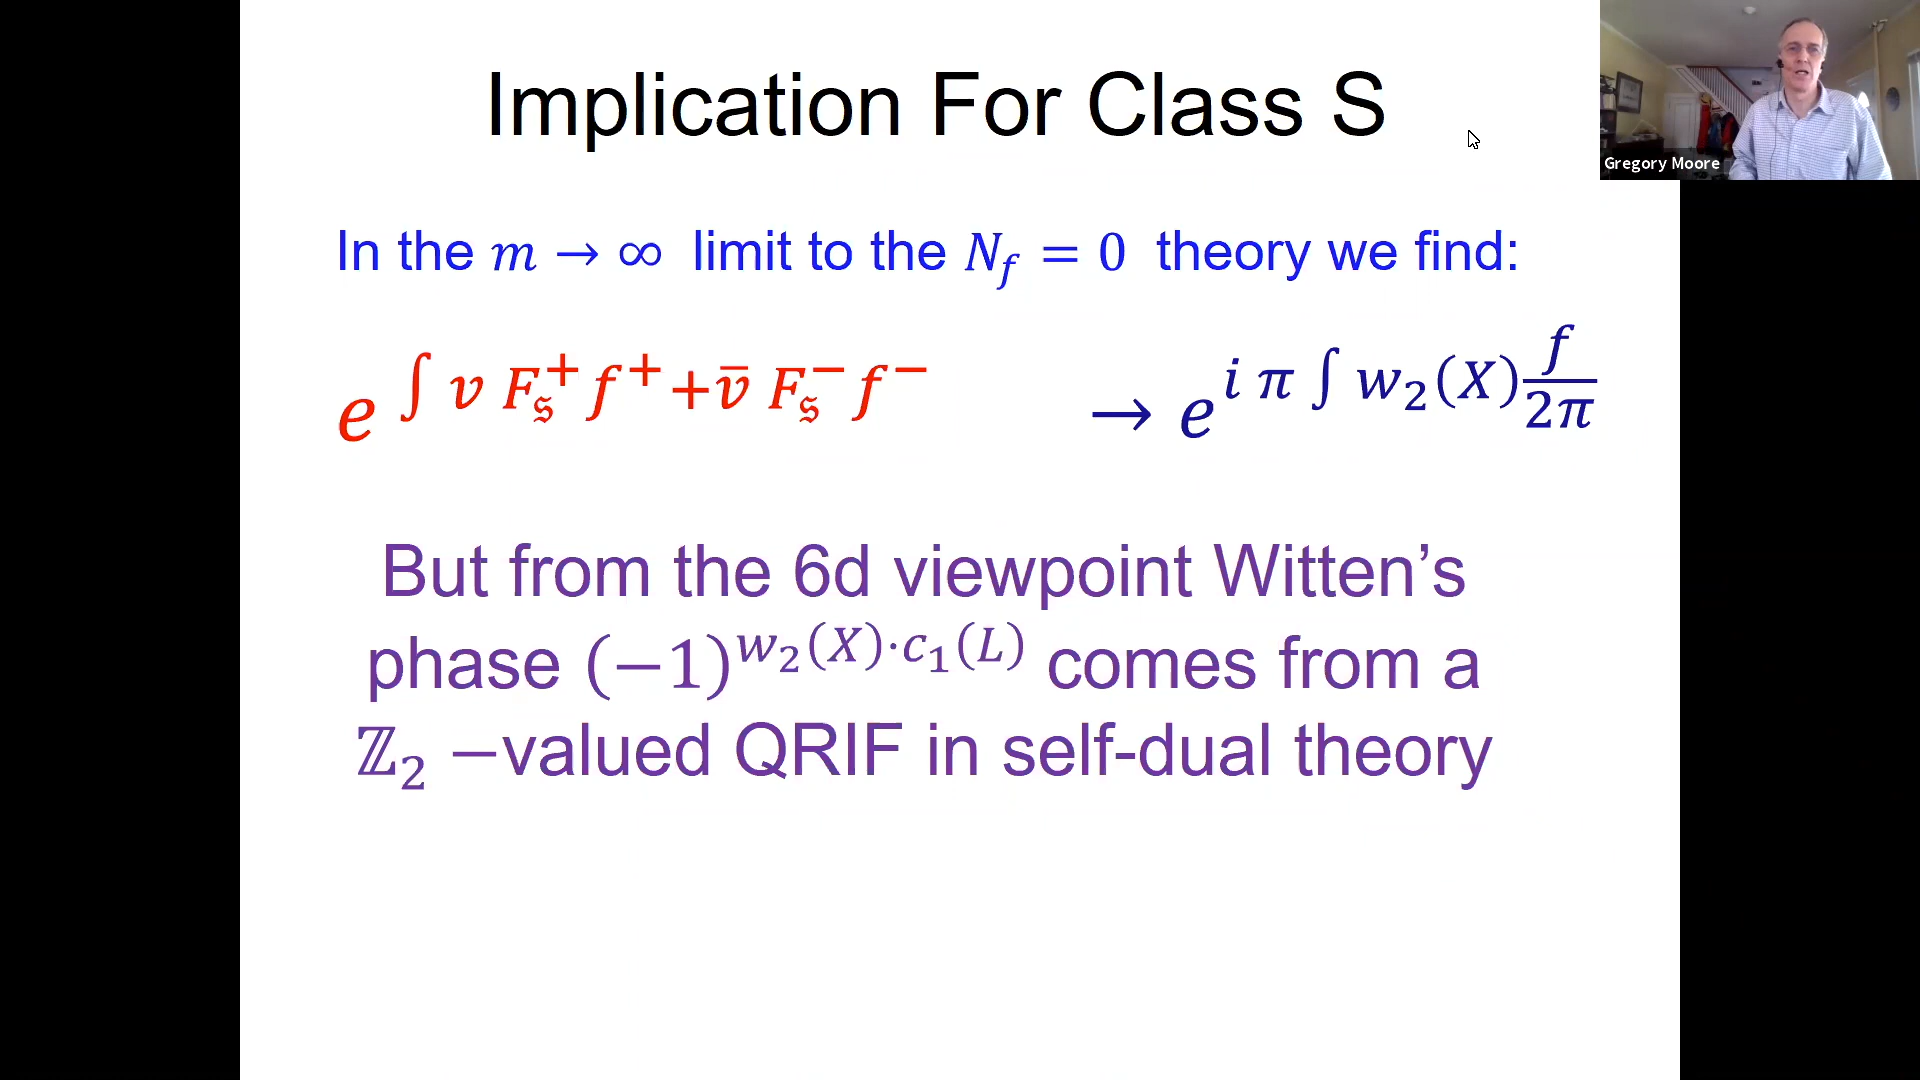 Implication For Class S
Gregory Moore
In the m → ∞ limit to the N_f = 0 theory we find:
e^{∫ v F_𝔰^+ f^+ + v̄ F_𝔰^- f^-} → e^{i π ∫ w_2(X) \frac{f}{2π}}
But from the 6d viewpoint Witten’s
phase (−1)^{w_2(X)·c_1(L)} comes from a
ℤ_2 −valued QRIF in self-dual theory